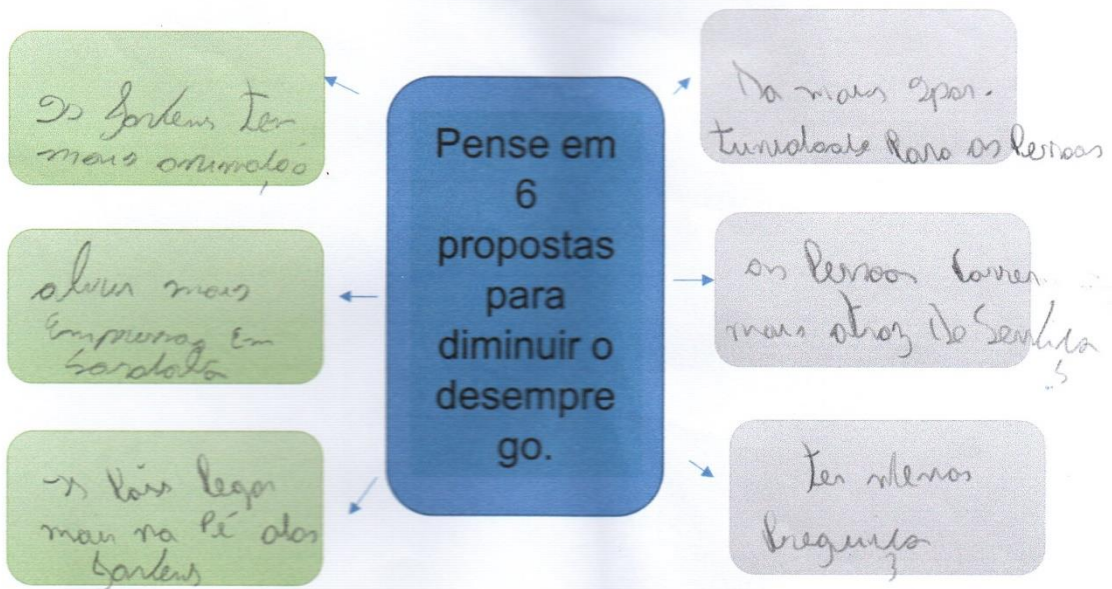 Os Jovens Ter
mais animação
abrir mais
Empresas Em
Os Pais Pegar
mais no Pé dos
Jovens
Pense em
6
propostas
para
diminuir o
desempre
go.
Da mais Opor-
tunidade Para as Pessoas
as Pessoas Correr
mais atraz De Serviço
Ter menos
Preguiça